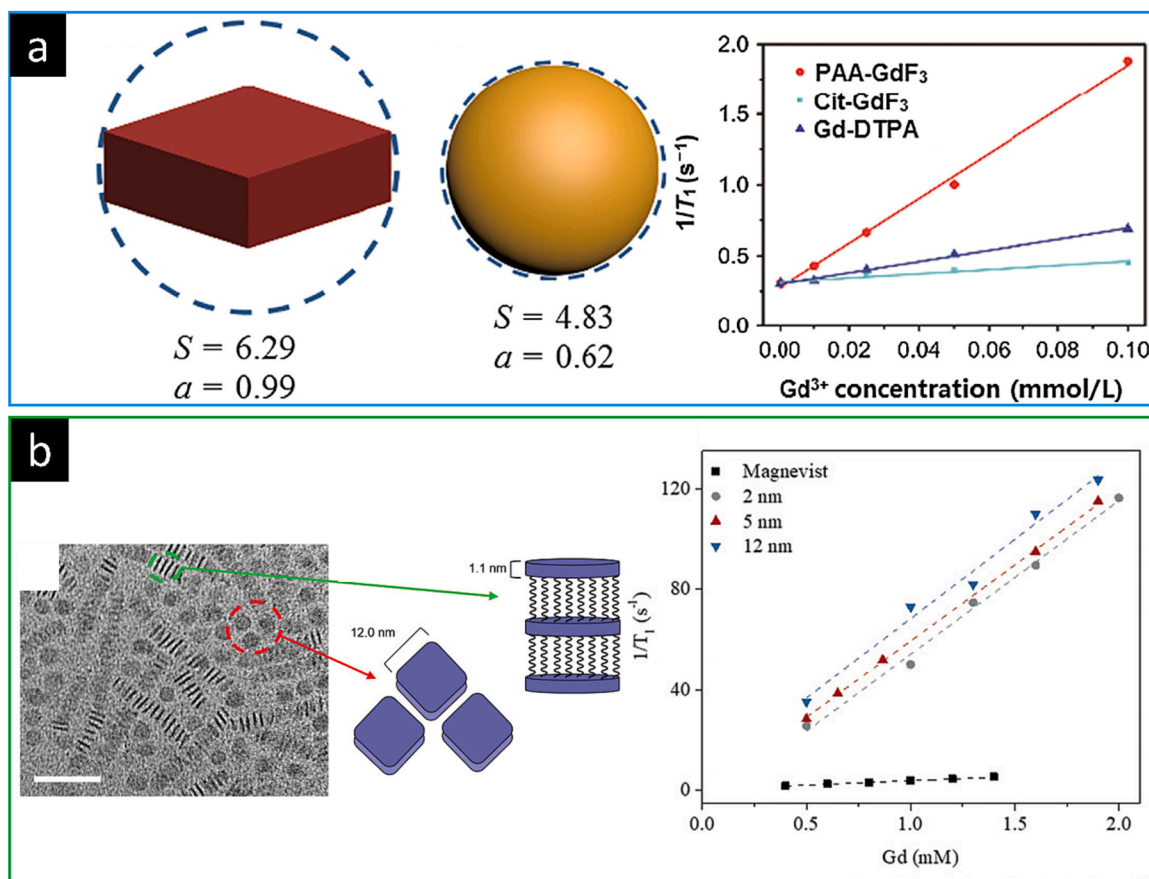 a
S = 6.29
a = 0.99
S = 4.83
a = 0.62
2.0
1.5
1.0
0.5
0.0
1/T₁ (s⁻¹)
PAA-GdF₃
Cit-GdF₃
Gd-DTPA
0.00 0.02 0.04 0.06 0.08 0.10
Gd³⁺ concentration (mmol/L)
b
12.0 nm
1.1 nm
120
80
40
0
1/T₁ (s⁻¹)
Magnevist
2 nm
5 nm
12 nm
0.0 0.5 1.0 1.5 2.0
Gd (mM)